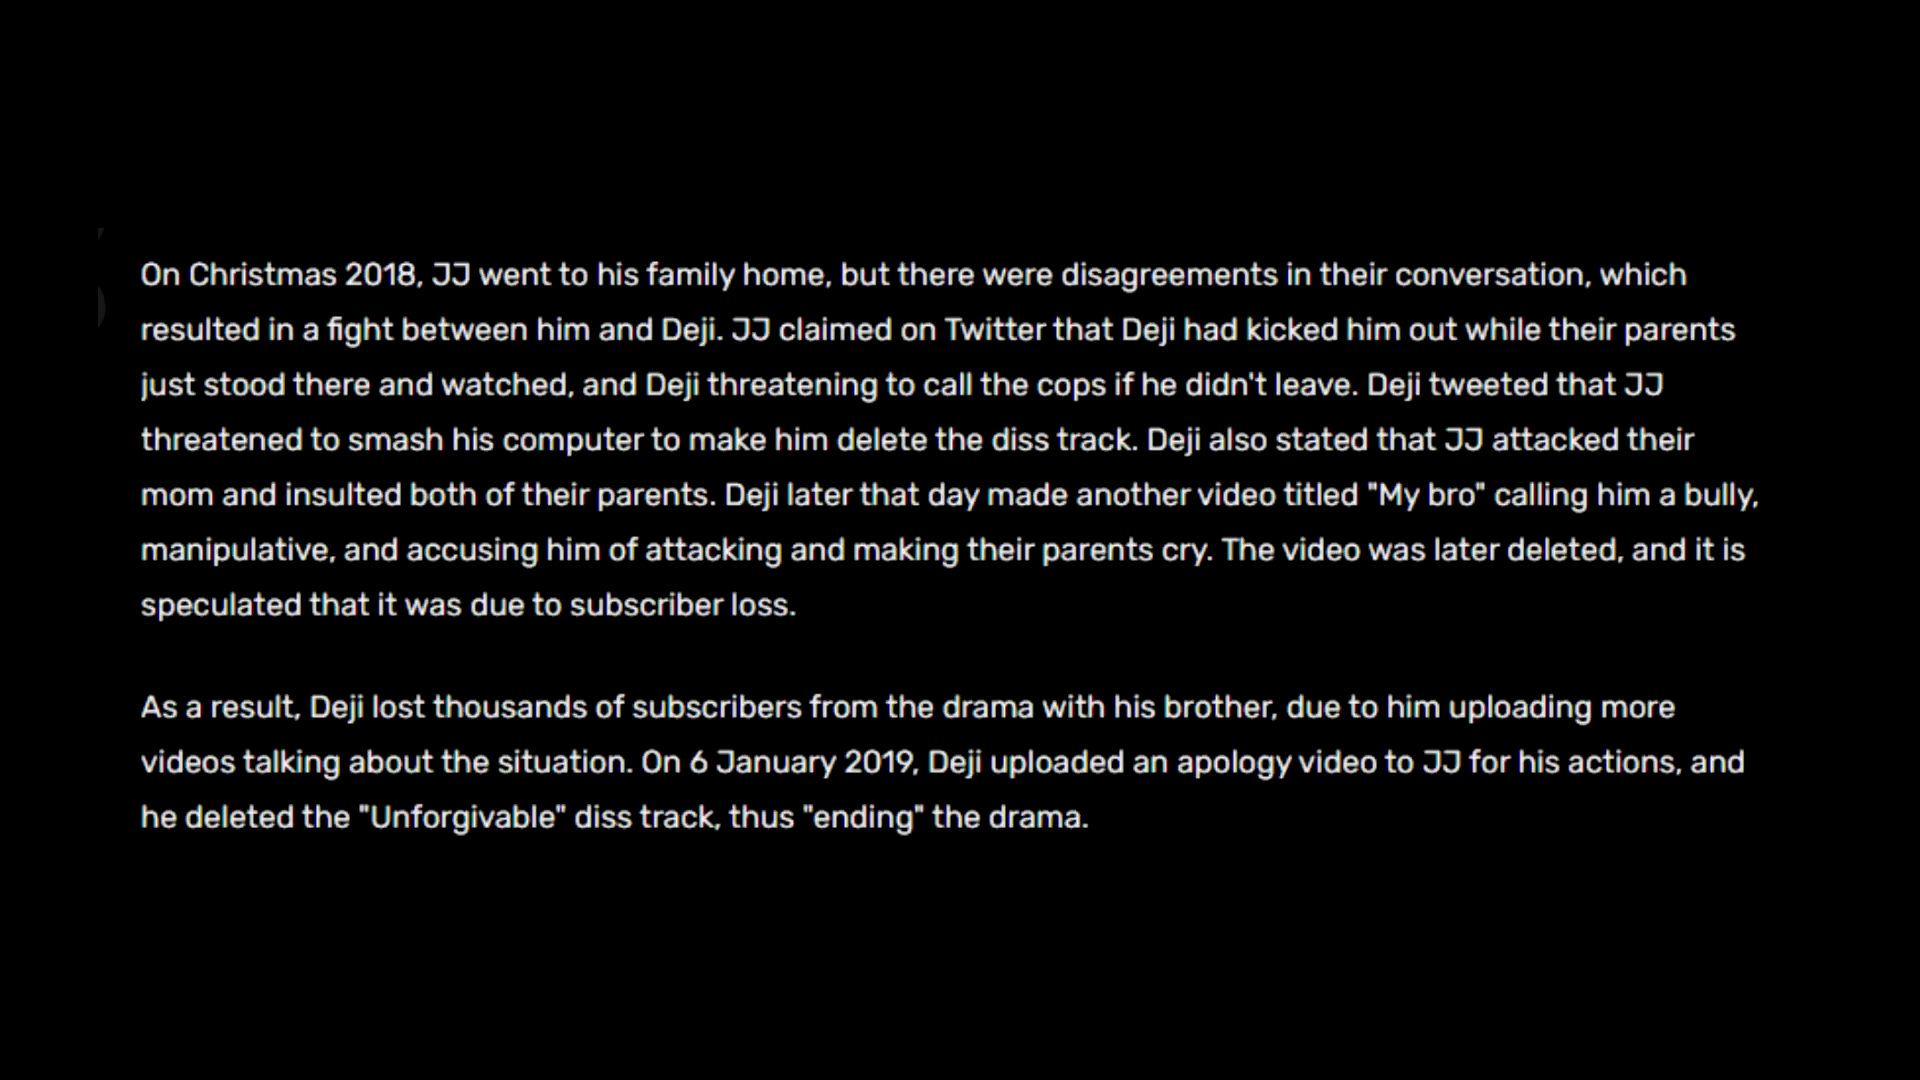 On Christmas 2018, JJ went to his family home, but there were disagreements in their conversation, which
resulted in a fight between him and Deji. JJ claimed on Twitter that Deji had kicked him out while their parents
just stood there and watched, and Deji threatening to call the cops if he didn't leave. Deji tweeted that JJ
threatened to smash his computer to make him delete the diss track. Deji also stated that JJ attacked their
mom and insulted both of their parents. Deji later that day made another video titled "My bro" calling him a bully,
manipulative, and accusing him of attacking and making their parents cry. The video was later deleted, and it is
speculated that it was due to subscriber loss.
As a result, Deji lost thousands of subscribers from the drama with his brother, due to him uploading more
videos talking about the situation. On 6 January 2019, Deji uploaded an apology video to JJ for his actions, and
he deleted the "Unforgivable" diss track, thus "ending" the drama.